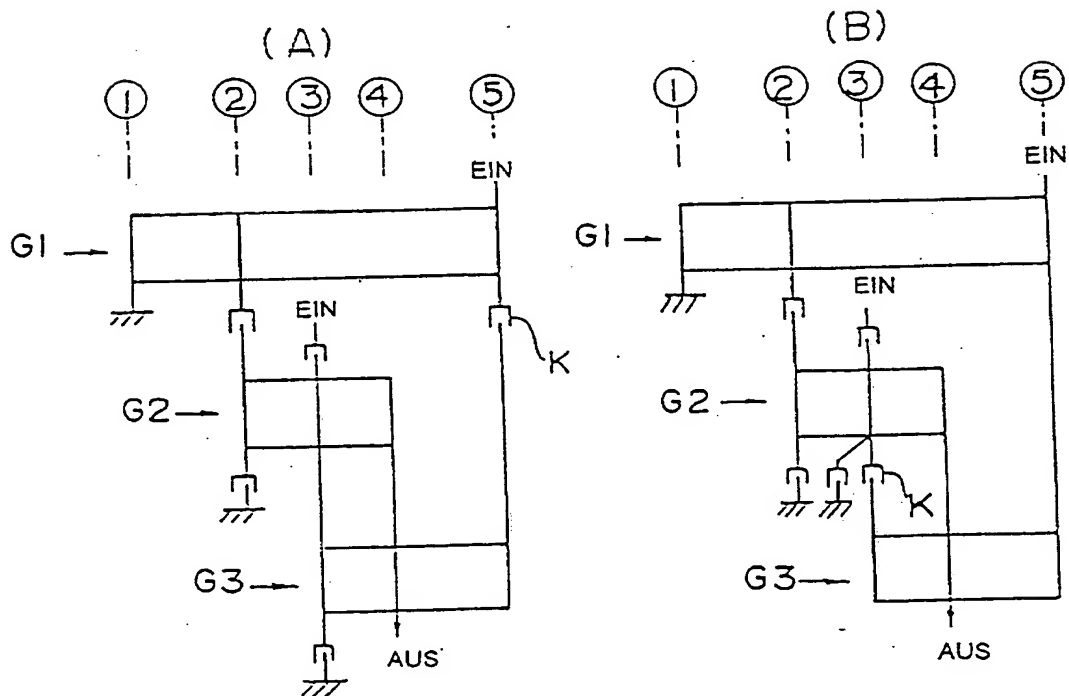 (A)
① ② ③ ④ ⑤
EIN
G1
EIN
K
G2
G3
AUS
(B)
① ② ③ ④ ⑤
EIN
G1
EIN
G2
K
G3
AUS